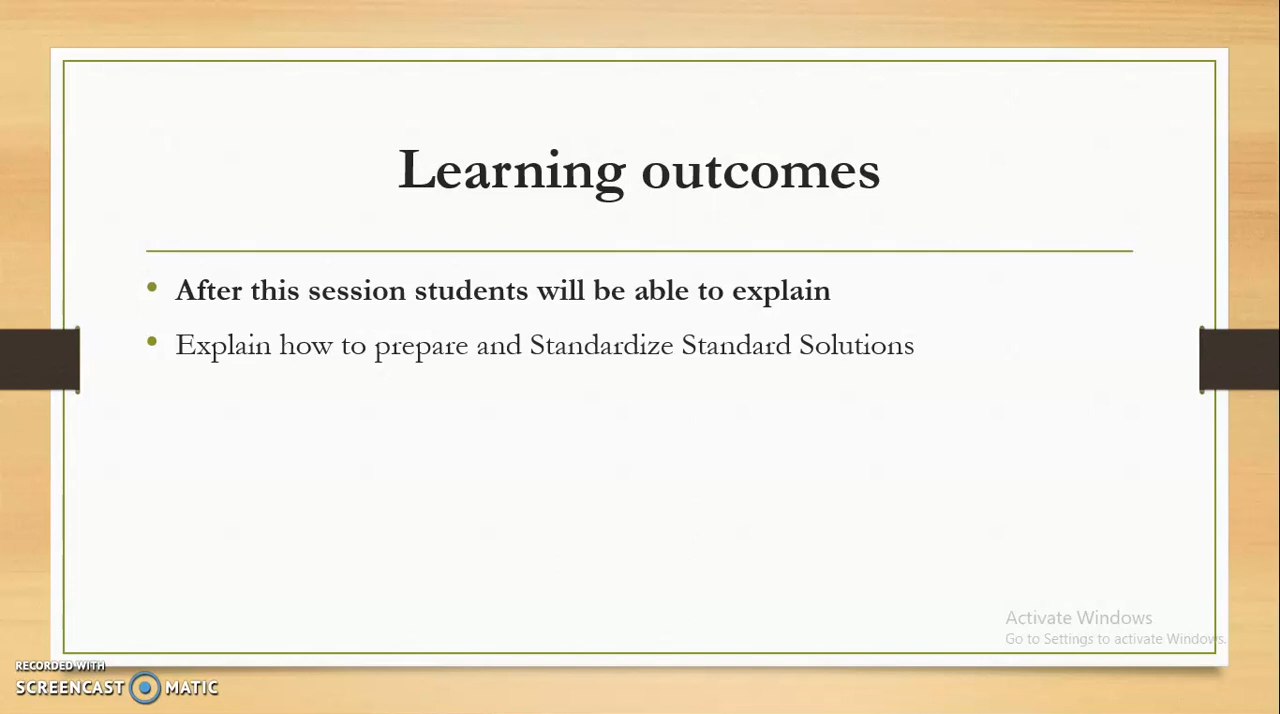 Learning outcomes
After this session students will be able to explain
Explain how to prepare and Standardize Standard Solutions
Activate Windows
Go to Settings to activate Windows.
RECORDED WITH
SCREENCAST MATIC